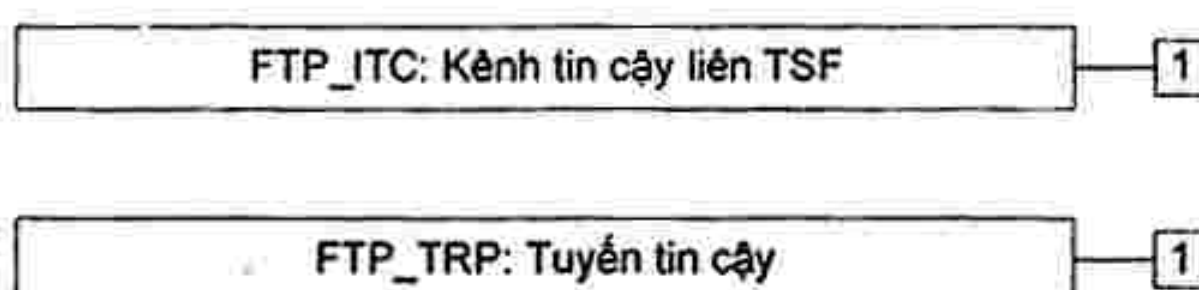 FTP_ITC: Kênh tin cậy liên TSF
1
FTP_TRP: Tuyến tin cậy
1